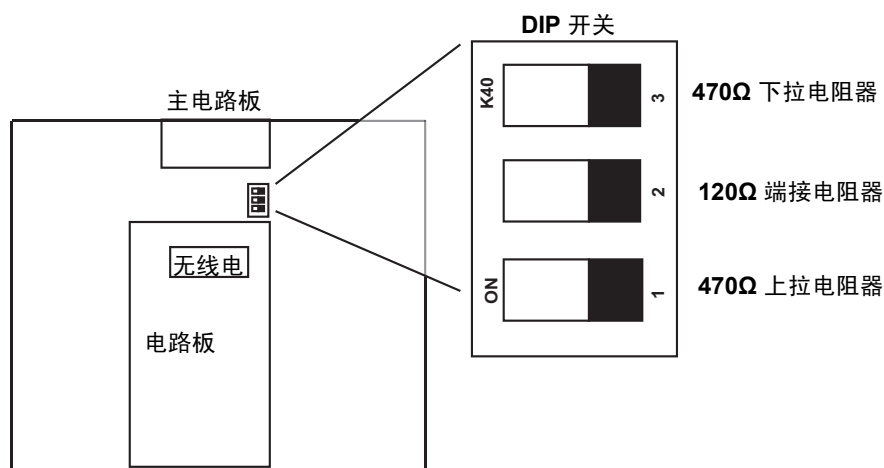 DIP 开关
主电路板
K40
3
470Ω 下拉电阻器
2
120Ω 端接电阻器
ON
1
470Ω 上拉电阻器
无线电
电路板